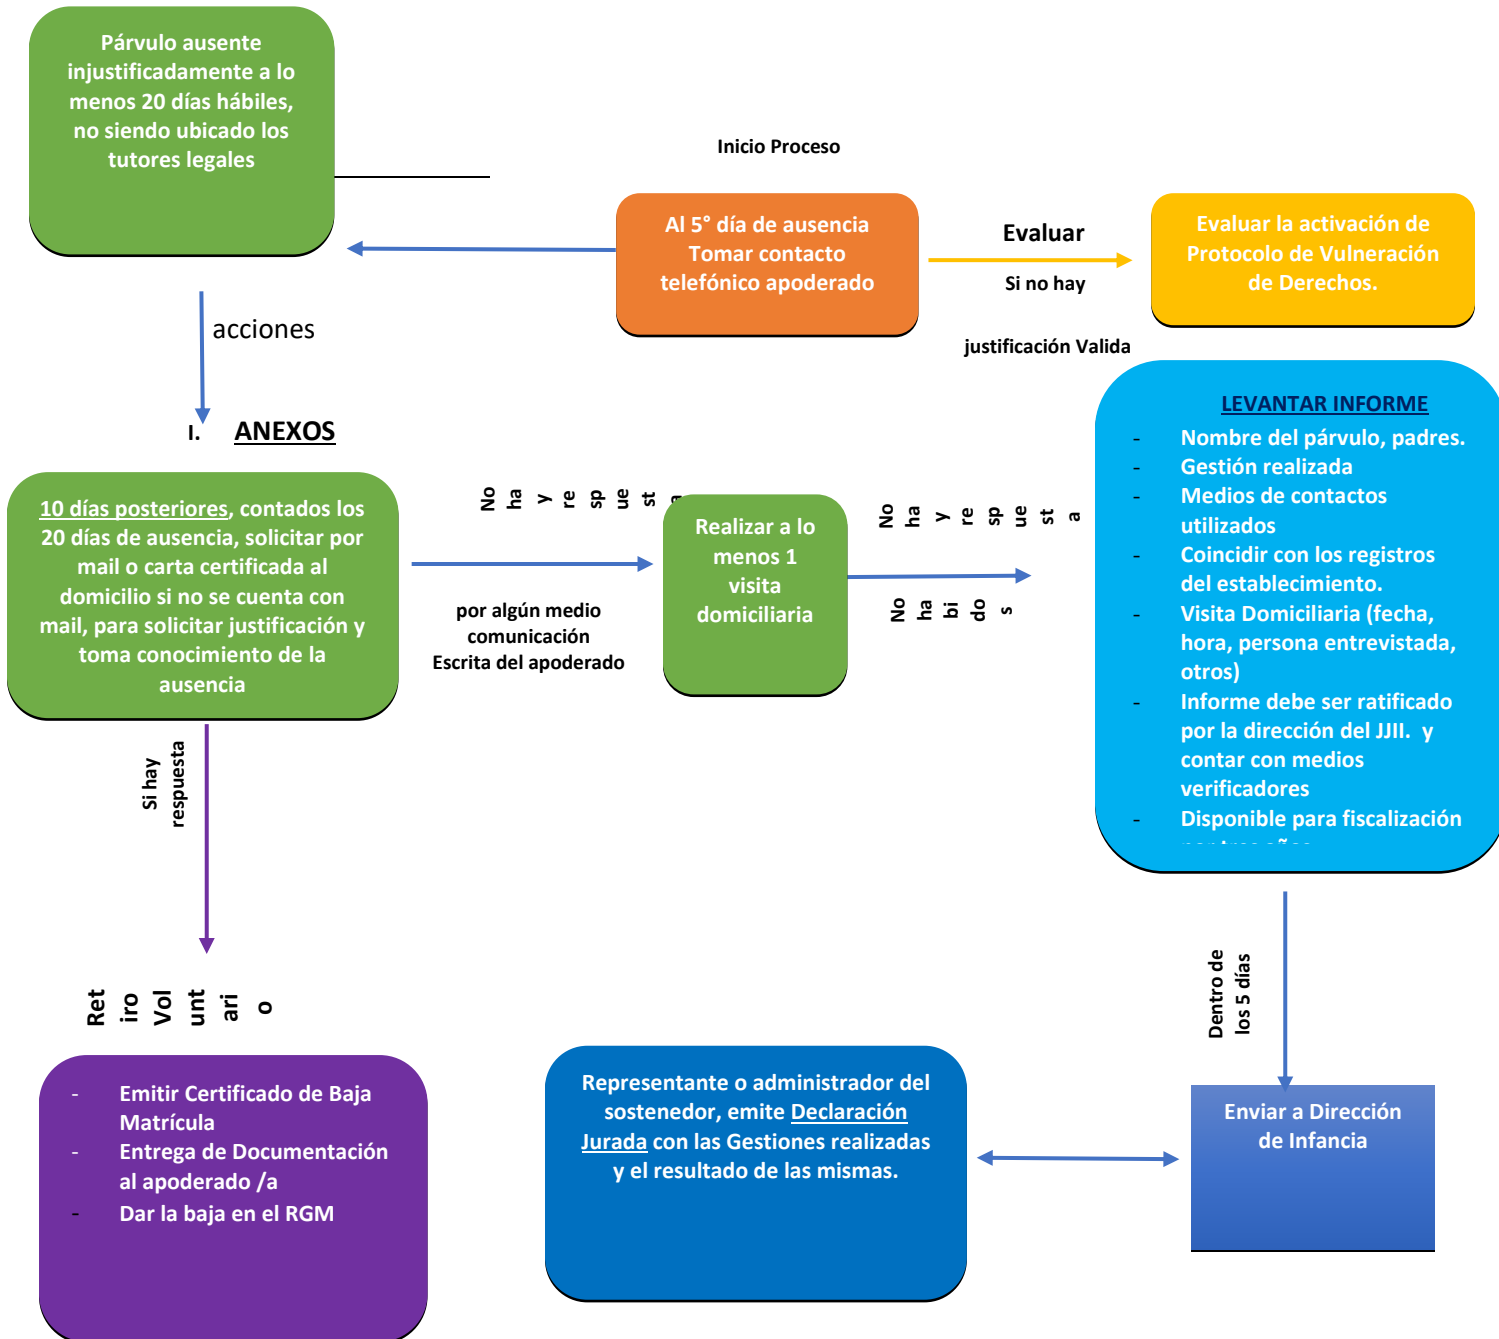 Párvulo ausente
injustificadamente a lo
menos 20 días hábiles,
no siendo ubicado los
tutores legales
Inicio Proceso
Al 5° día de ausencia
Tomar contacto
telefónico apoderado
Evaluar
Si no hay
justificación Valida
Evaluar la activación de
Protocolo de Vulneración
de Derechos.
acciones
I. ANEXOS
10 días posteriores, contados los
20 días de ausencia, solicitar por
mail o carta certificada al
domicilio si no se cuenta con
mail, para solicitar justificación y
toma conocimiento de la
ausencia
No
ha
y
re
sp
ue
st
a
por algún medio
comunicación
Escrita del apoderado
Realizar a lo
menos 1
visita
domiciliaria
No
ha
y
re
sp
ue
st
a
No
ha
bi
do
s
LEVANTAR INFORME
- Nombre del párvulo, padres.
- Gestión realizada
- Medios de contactos
utilizados
- Coincidir con los registros
del establecimiento.
- Visita Domiciliaria (fecha,
hora, persona entrevistada,
otros)
- Informe debe ser ratificado
por la dirección del JJII. y
contar con medios
verificadores
- Disponible para fiscalización
por tres años
Si hay
respuesta
Ret
iro
Vol
unt
ari
o
- Emitir Certificado de Baja
Matrícula
- Entrega de Documentación
al apoderado /a
- Dar la baja en el RGM
Representante o administrador del
sostenedor, emite Declaración
Jurada con las Gestiones realizadas
y el resultado de las mismas.
Dentro de
los 5 días
Enviar a Dirección
de Infancia